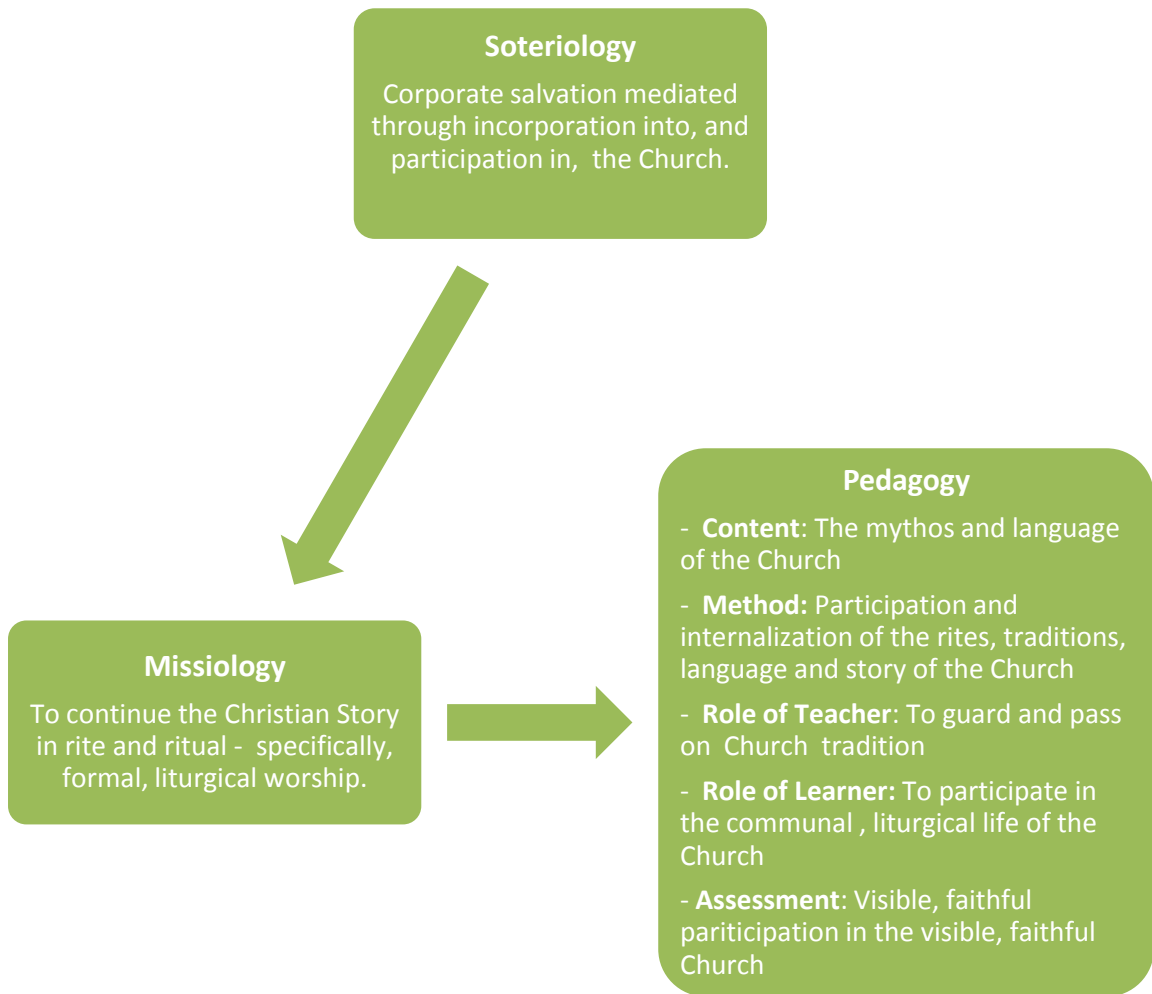 Soteriology
Corporate salvation mediated
through incorporation into, and
participation in,  the Church.
Missiology
To continue the Christian Story
in rite and ritual -  specifically,
formal, liturgical worship.
Pedagogy
-  Content: The mythos and language
of the Church
-  Method: Participation and
internalization of the rites, traditions,
language and story of the Church
-  Role of Teacher: To guard and pass
on  Church  tradition
-  Role of Learner: To participate in
the communal , liturgical life of the
Church
- Assessment: Visible, faithful
pariticipation in the visible, faithful
Church